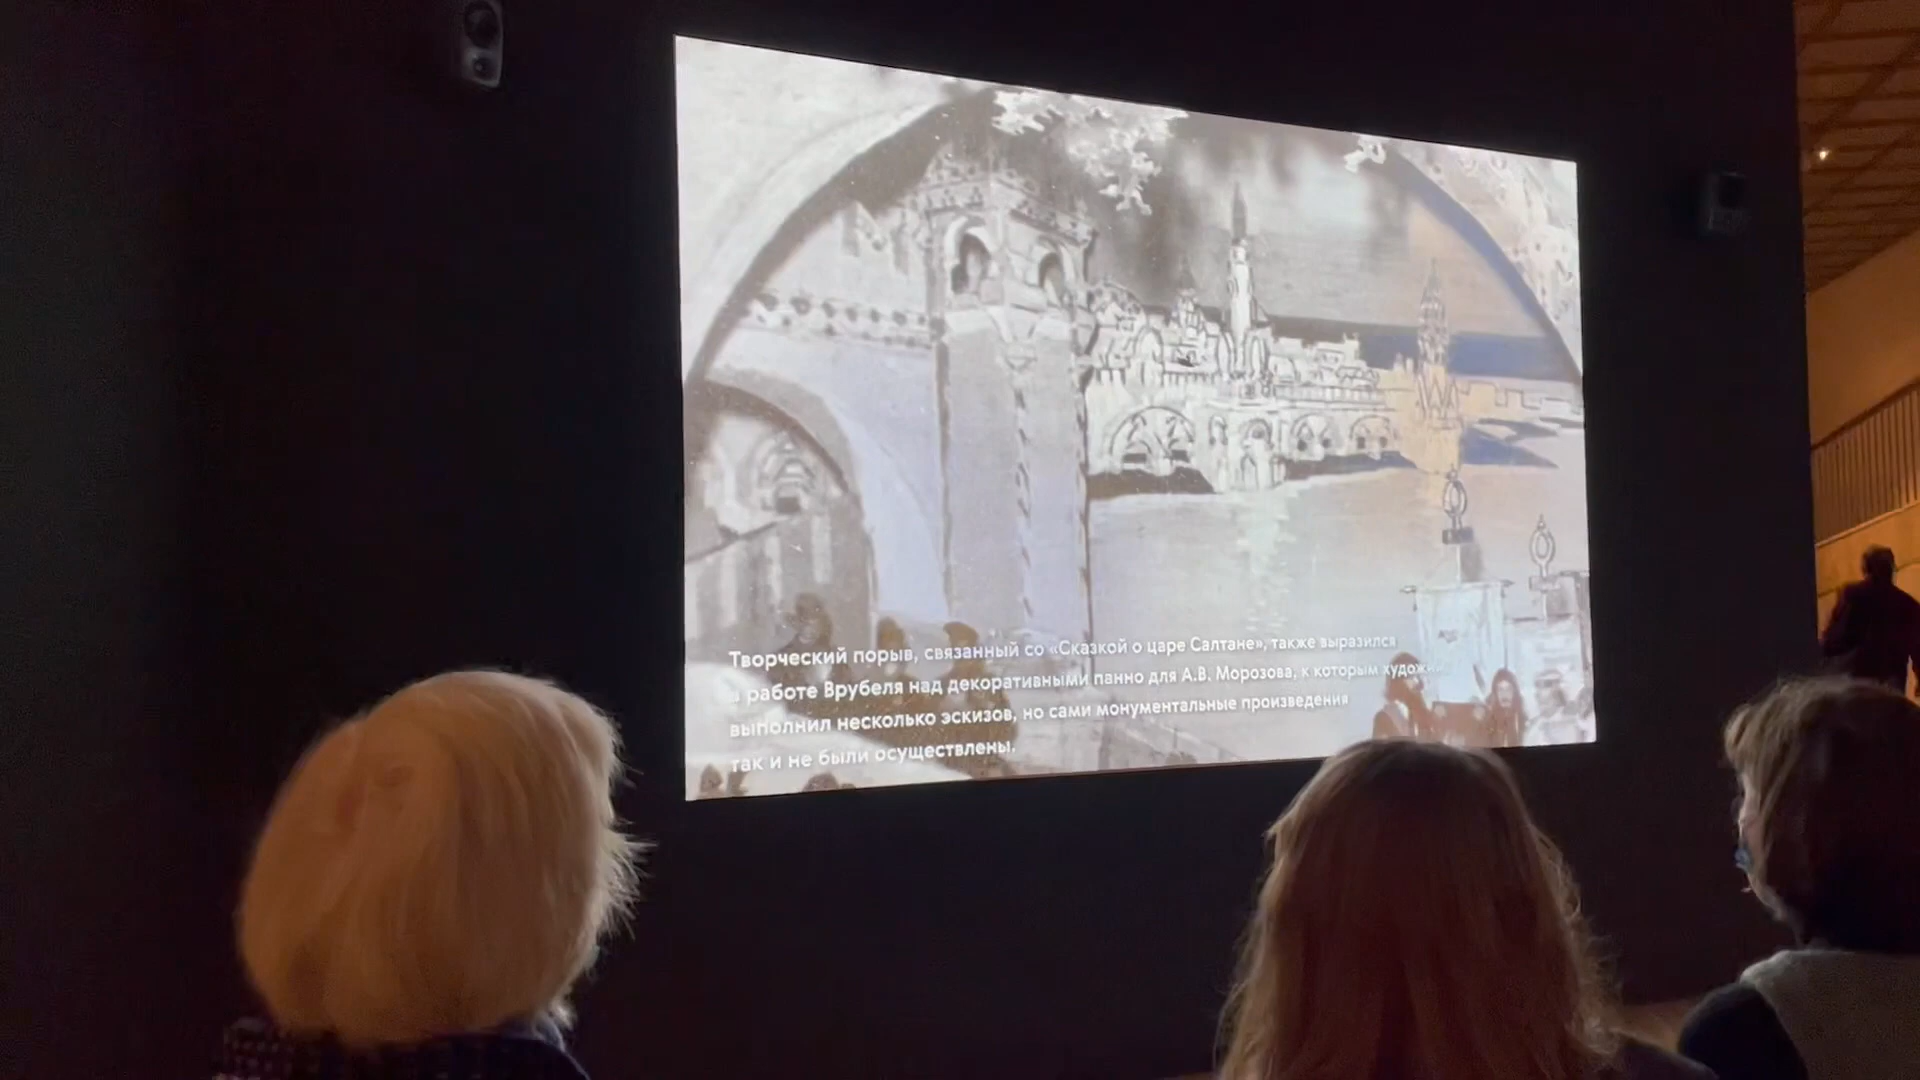 Творческий порыв, связанный со «Сказкой о царе Салтане», также выразился
в работе Врубеля над декоративными панно для А.В. Морозова, к которым
выполнил несколько эскизов, но сами монументальные произведения
так и не были осуществлены.